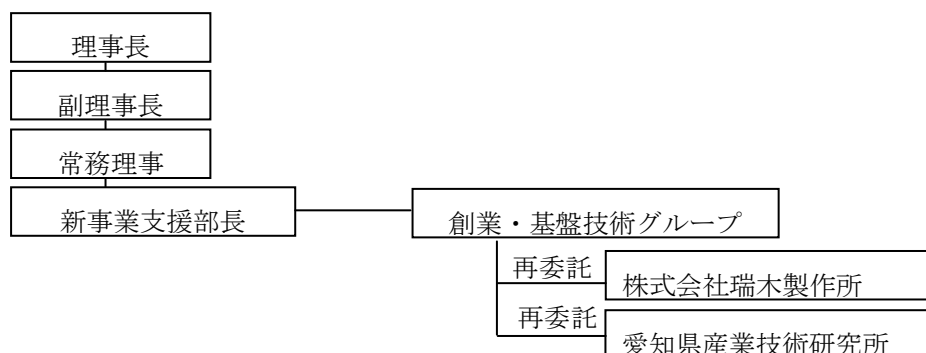 理事長
副理事長
常務理事
新事業支援部長
創業・基盤技術グループ
再委託
株式会社瑞木製作所
再委託
愛知県産業技術研究所